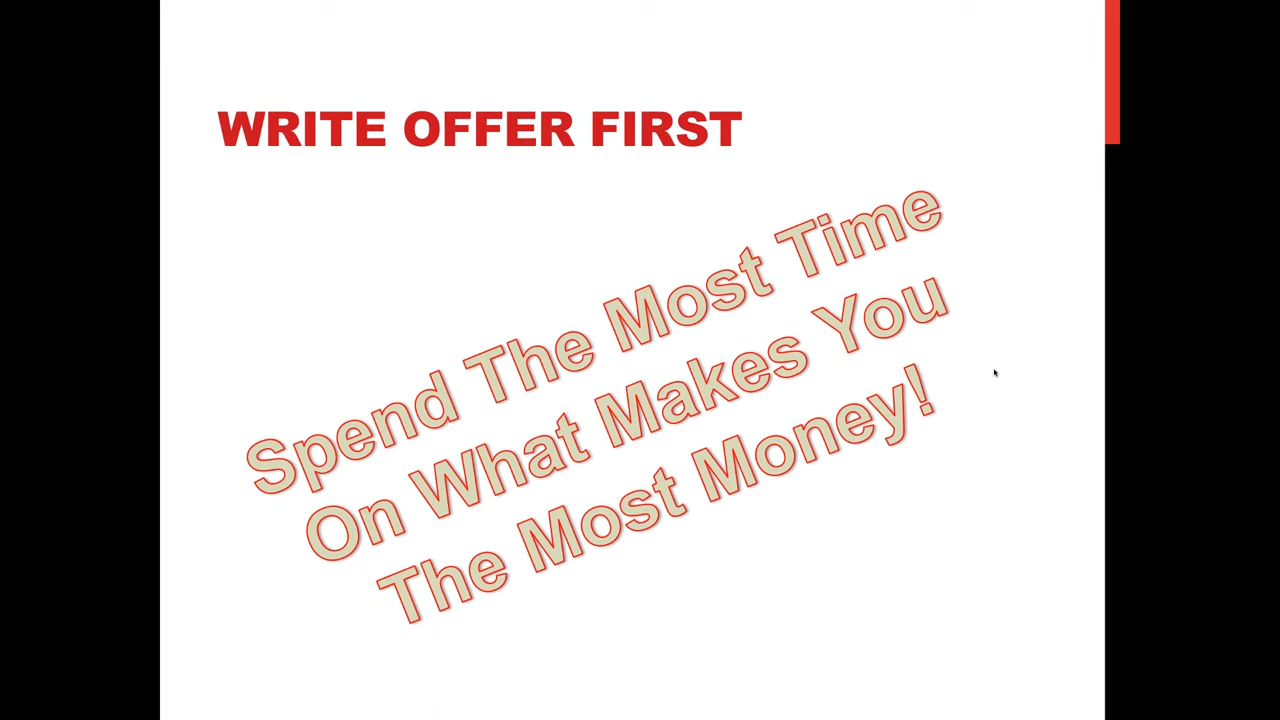 WRITE OFFER FIRST
Spend The Most Time
On What Makes You
The Most Money!